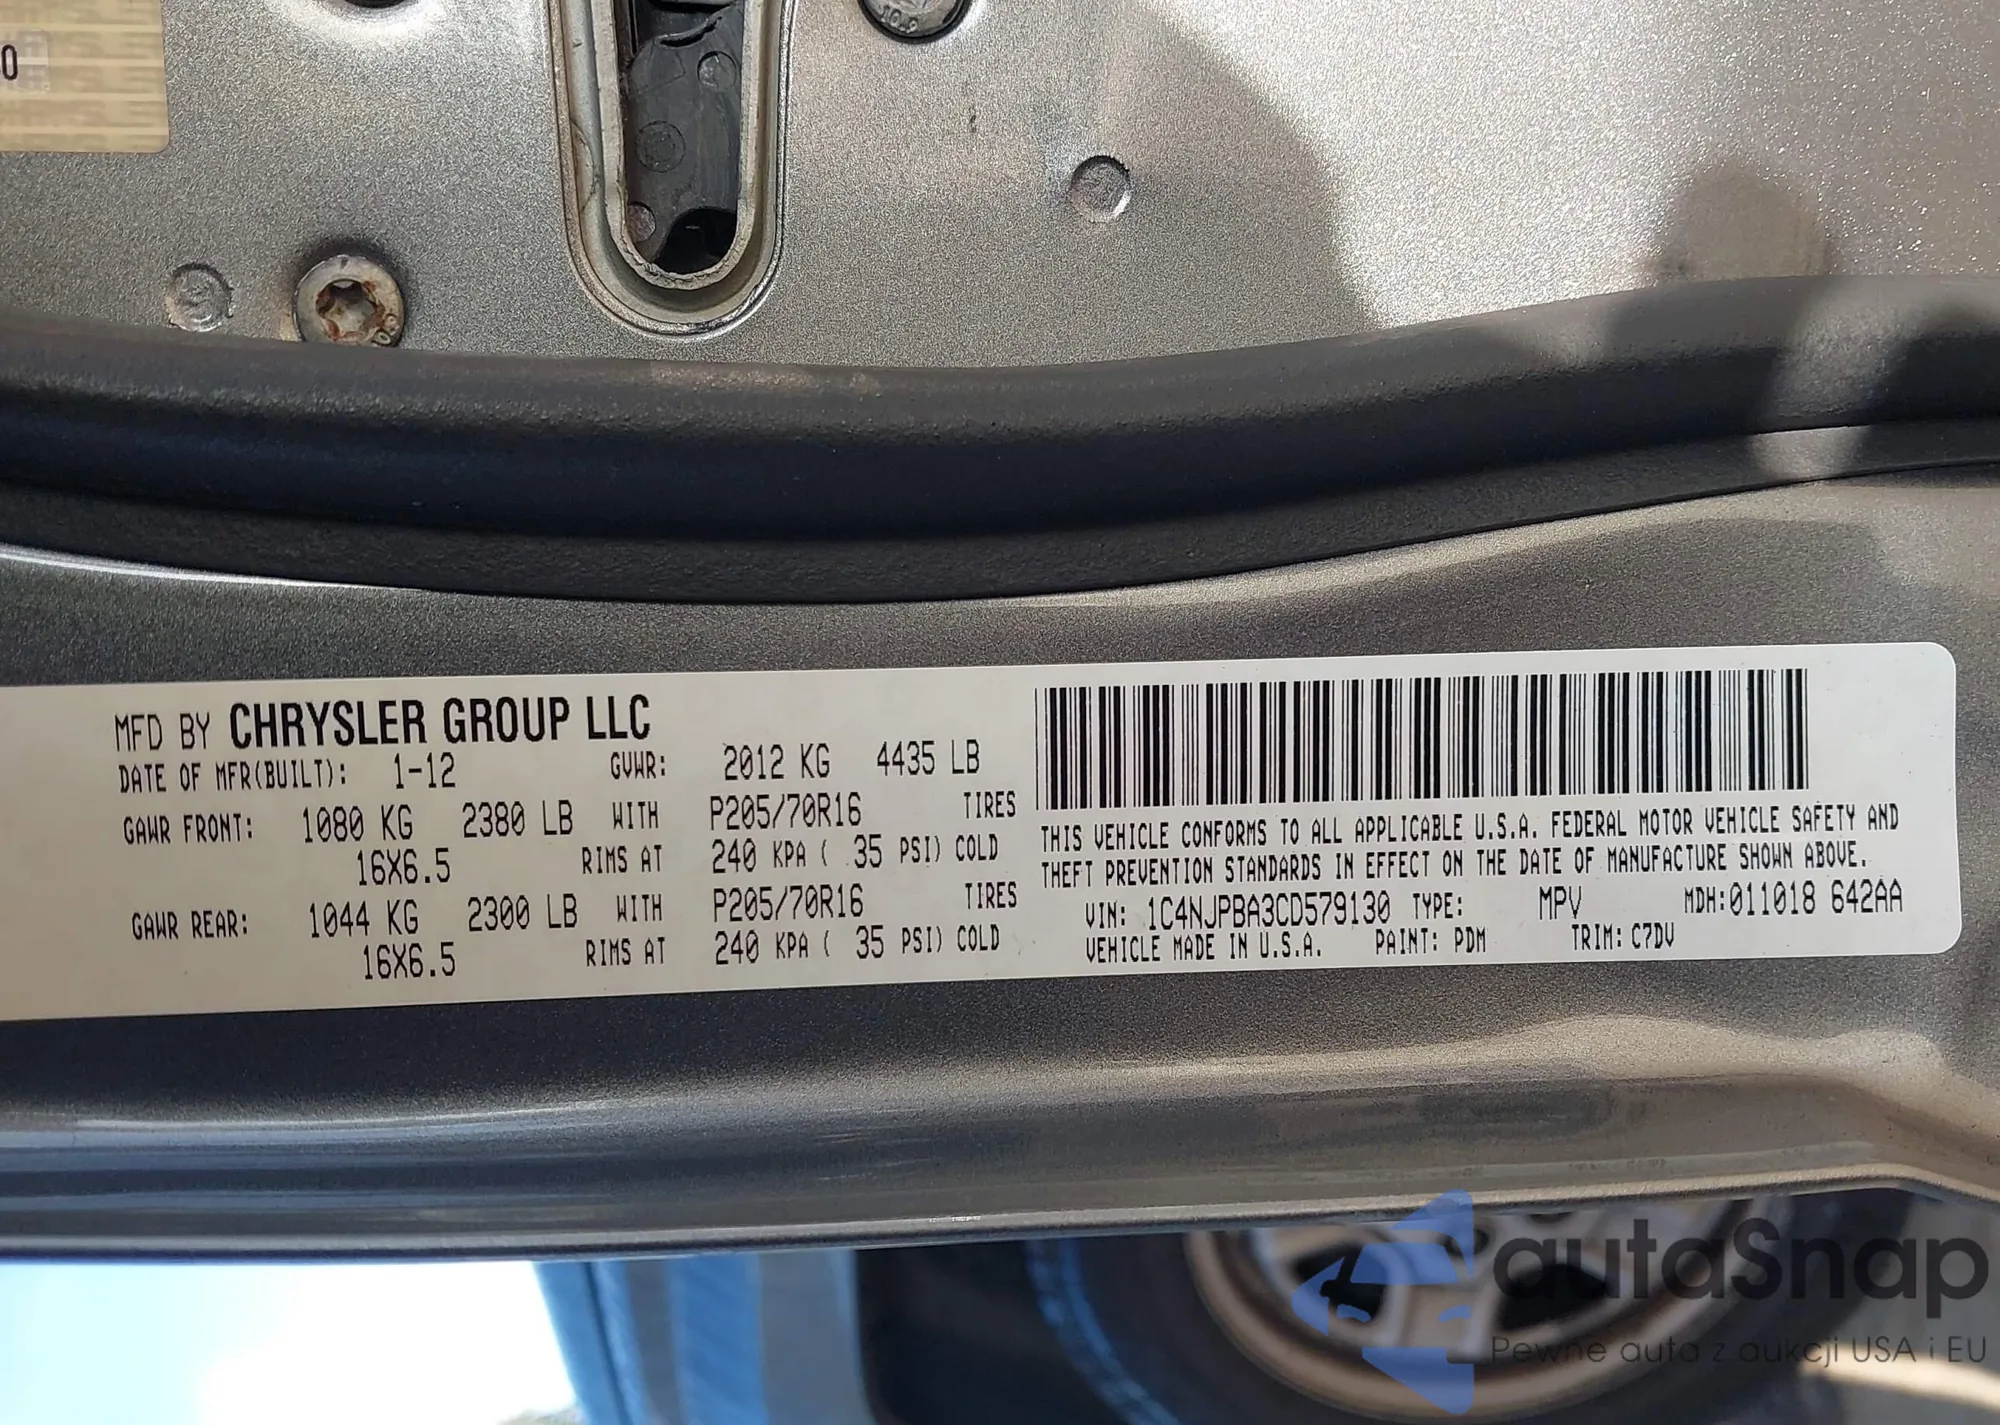 0
10.9
MFD BY CHRYSLER GROUP LLC
DATE OF MFR(BUILT): 1-12 GVWR: 2012 KG 4435 LB
GAWR FRONT: 1080 KG 2380 LB WITH P205/70R16 TIRES
16X6.5 RIMS AT 240 KPA ( 35 PSI) COLD
GAWR REAR: 1044 KG 2300 LB WITH P205/70R16 TIRES
16X6.5 RIMS AT 240 KPA ( 35 PSI) COLD
THIS VEHICLE CONFORMS TO ALL APPLICABLE U.S.A. FEDERAL MOTOR VEHICLE SAFETY AND
THEFT PREVENTION STANDARDS IN EFFECT ON THE DATE OF MANUFACTURE SHOWN ABOVE.
VIN: 1C4NJPBA3CD579130 TYPE: MPV MDH:011018 642AA
VEHICLE MADE IN U.S.A. PAINT: PDM TRIM: C7DV
autaSnap
Pewne auta z aukcji USA i EU